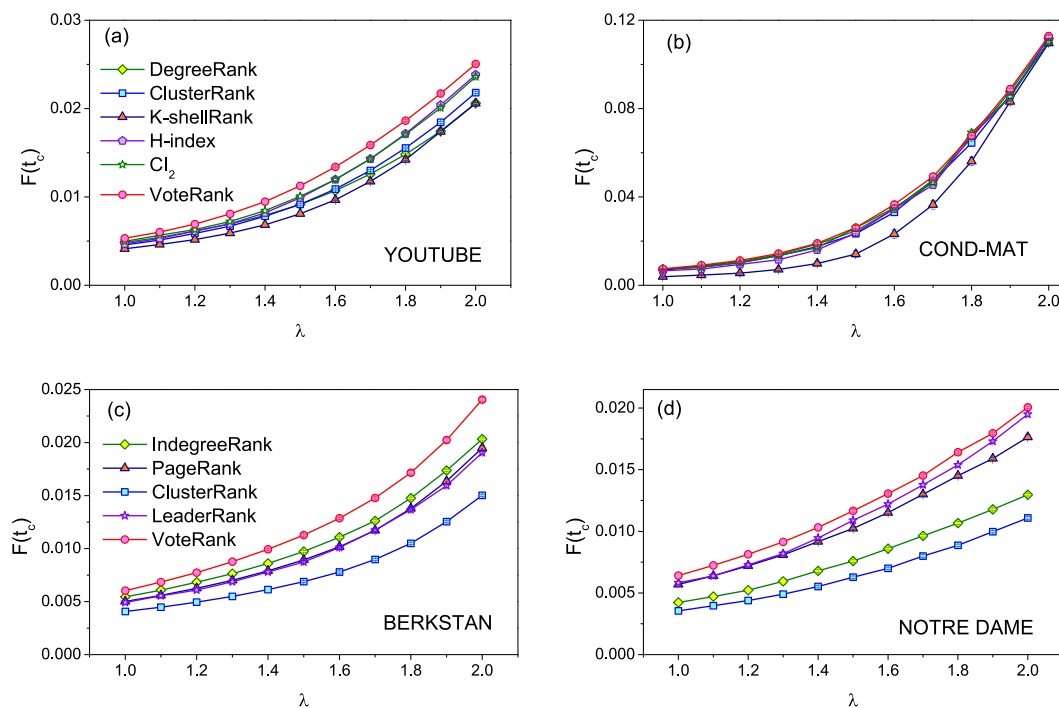 (a)
0.03
0.02
0.01
0.00
F(t_c)
DegreeRank
ClusterRank
K-shellRank
H-index
CI_2
VoteRank
YOUTUBE
1.0 1.2 1.4 1.6 1.8 2.0
λ
(b)
0.12
0.08
0.04
0.00
F(t_c)
COND-MAT
1.0 1.2 1.4 1.6 1.8 2.0
λ
(c)
0.025
0.020
0.015
0.010
0.005
0.000
F(t_c)
IndegreeRank
PageRank
ClusterRank
LeaderRank
VoteRank
BERKSTAN
1.0 1.2 1.4 1.6 1.8 2.0
λ
(d)
0.020
0.015
0.010
0.005
0.000
F(t_c)
NOTRE DAME
1.0 1.2 1.4 1.6 1.8 2.0
λ